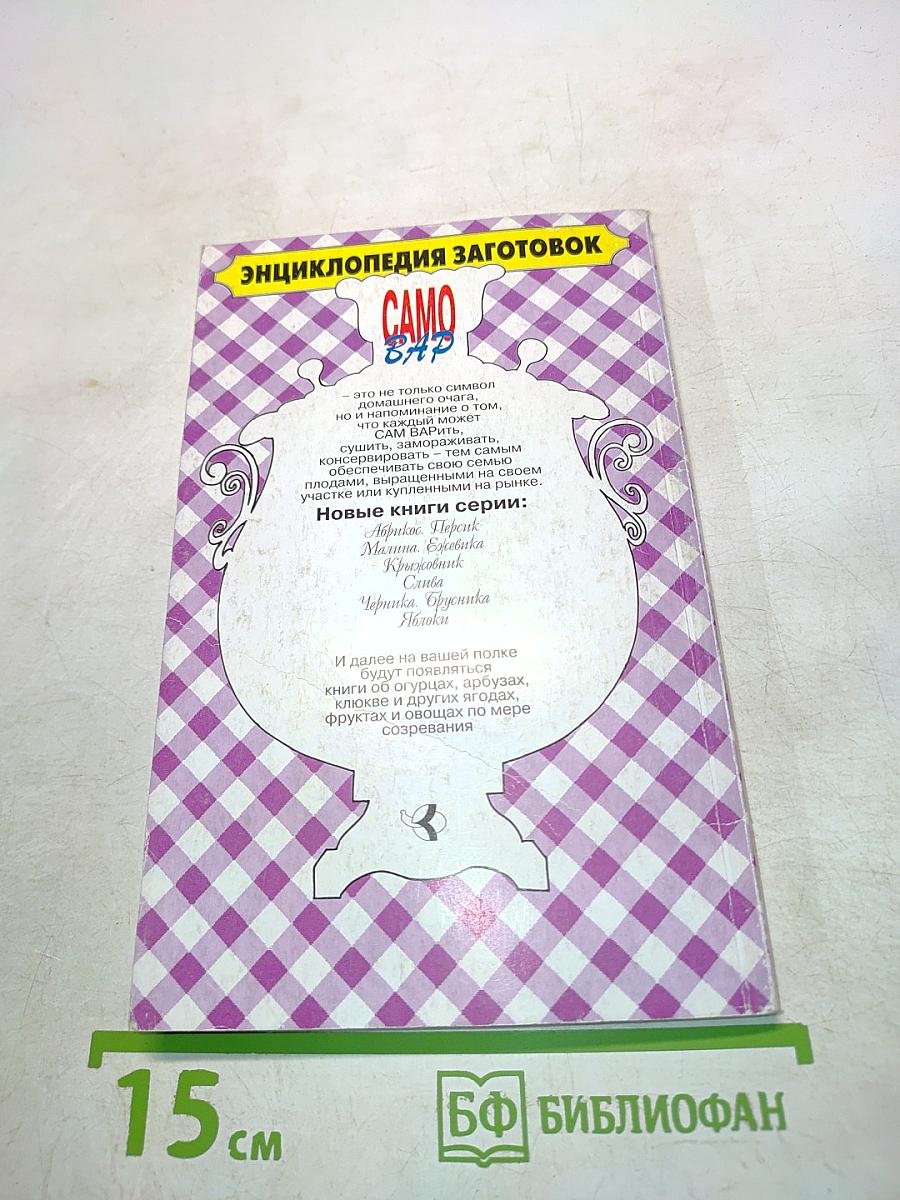 ЭНЦИКЛОПЕДИЯ ЗАГОТОВОК
САМО
ВАР
– это не только символ
домашнего очага,
но и напоминание о том,
что каждый может
САМ ВАРить,
сушить, замораживать,
консервировать – тем самым
обеспечивать свою семью
плодами, выращенными на своем
участке или купленными на рынке.
Новые книги серии:
Абрикос. Персик
Малина. Ежевика
Крыжовник
Слива
Черника. Брусника
Яблоки
И далее на вашей полке
будут появляться
книги об огурцах, арбузах,
клюкве и других ягодах,
фруктах и овощах по мере
созревания
15 см
БФ БИБЛИОФАН